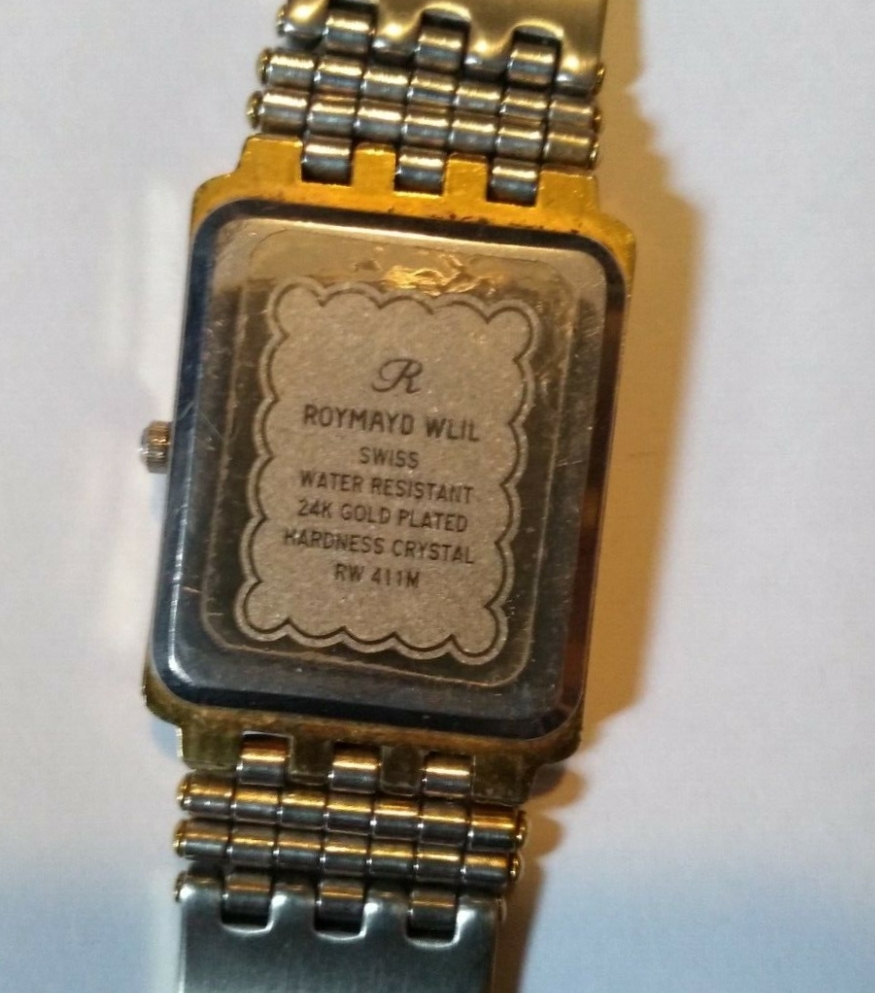 R
ROYMAYD WLIL
SWISS
WATER RESISTANT
24K GOLD PLATED
HARDNESS CRYSTAL
RW 411M